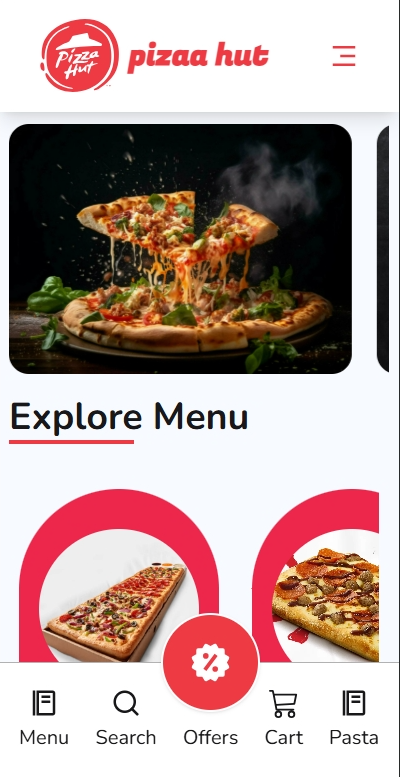 Pizza
Hut
pizaa hut
Explore Menu
Menu
Search
Offers
Cart
Pasta